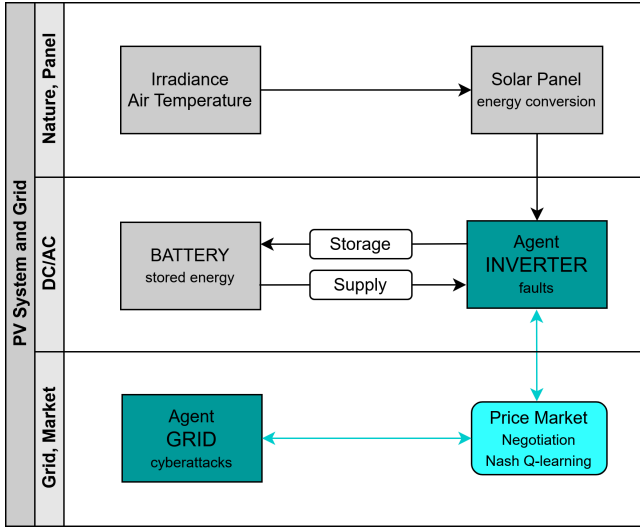 PV System and Grid
Nature, Panel
Irradiance
Air Temperature
Solar Panel
energy conversion
DC/AC
BATTERY
stored energy
Storage
Supply
Agent
INVERTER
faults
Grid, Market
Agent
GRID
cyberattacks
Price Market
Negotiation
Nash Q-learning